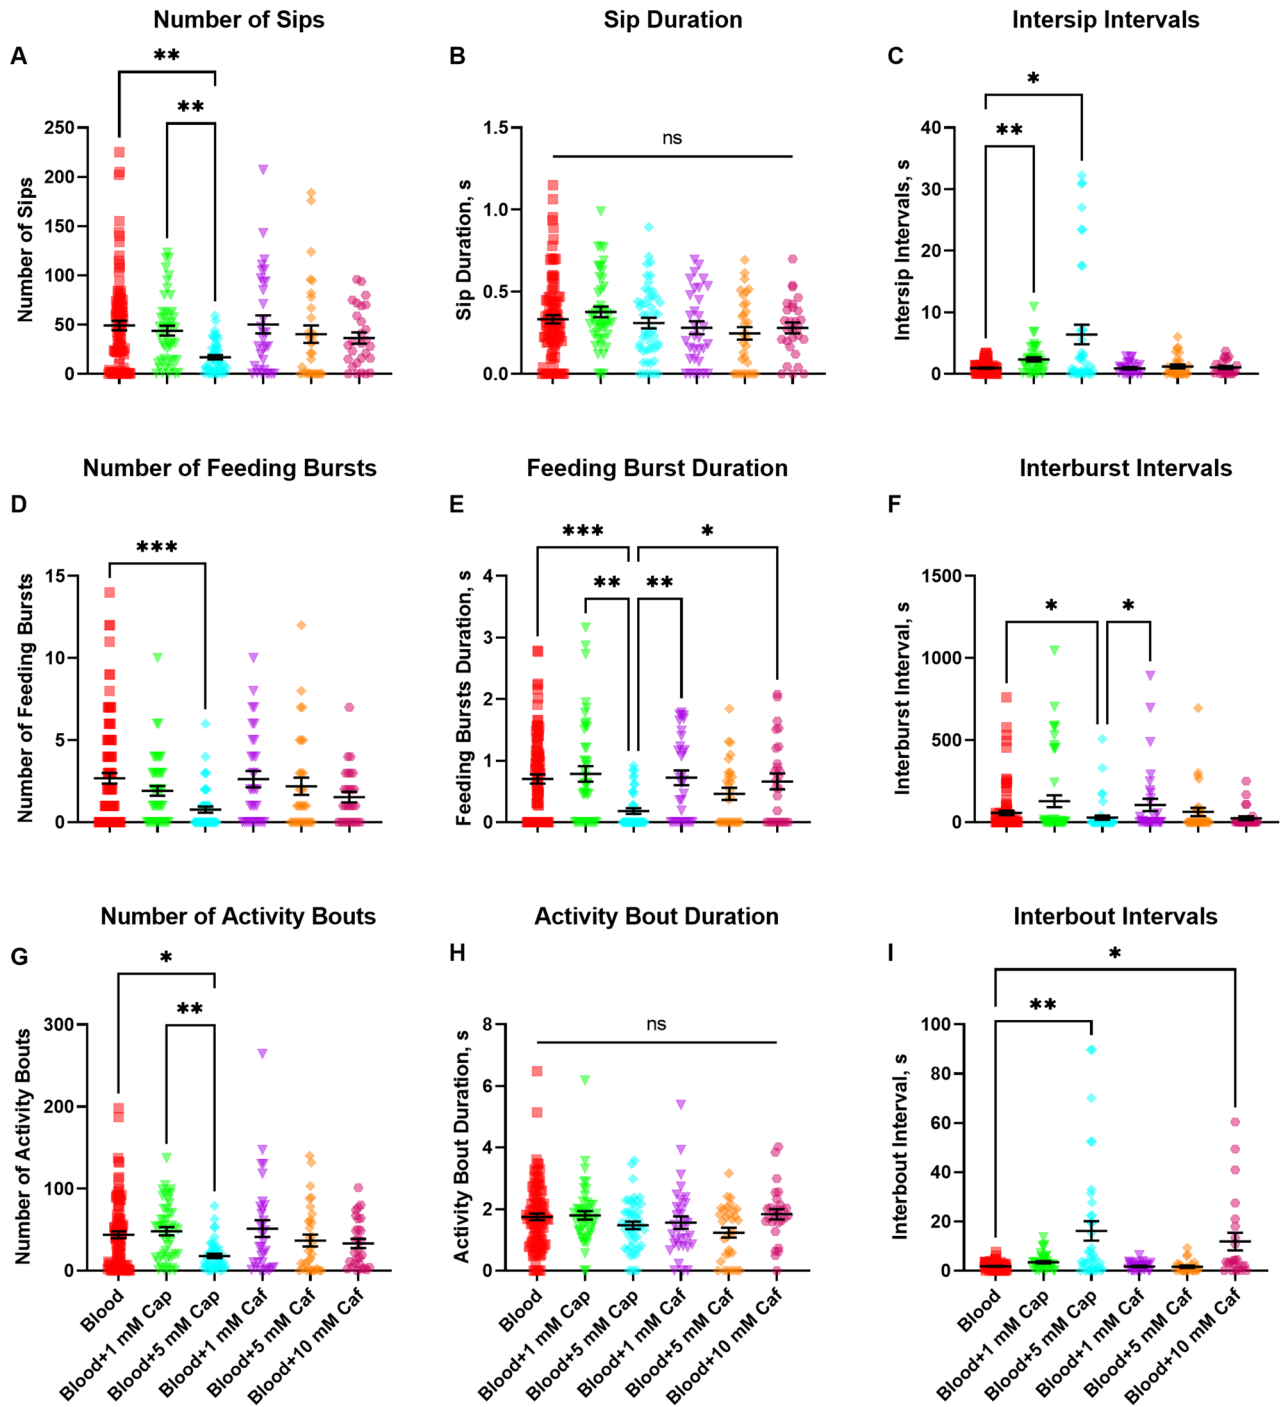 Number of Sips
Sip Duration
Intersip Intervals
A
B
C
**
**
Number of Sips
250
200
150
100
50
0
ns
Sip Duration, s
1.5
1.0
0.5
0.0
*
**
Intersip Intervals, s
40
30
20
10
0
Number of Feeding Bursts
Feeding Burst Duration
Interburst Intervals
D
E
F
***
Number of Feeding Bursts
15
10
5
0
***
*
**
**
Feeding Bursts Duration, s
4
3
2
1
0
*
*
Interburst Interval, s
1500
1000
500
0
Number of Activity Bouts
Activity Bout Duration
Interbout Intervals
G
H
I
*
**
Number of Activity Bouts
300
200
100
0
Blood
Blood+1 mM Cap
Blood+5 mM Cap
Blood+1 mM Caf
Blood+5 mM Caf
Blood+10 mM Caf
ns
Activity Bout Duration, s
8
6
4
2
0
Blood
Blood+1 mM Cap
Blood+5 mM Cap
Blood+1 mM Caf
Blood+5 mM Caf
Blood+10 mM Caf
*
**
Interbout Interval, s
100
80
60
40
20
0
Blood
Blood+1 mM Cap
Blood+5 mM Cap
Blood+1 mM Caf
Blood+5 mM Caf
Blood+10 mM Caf